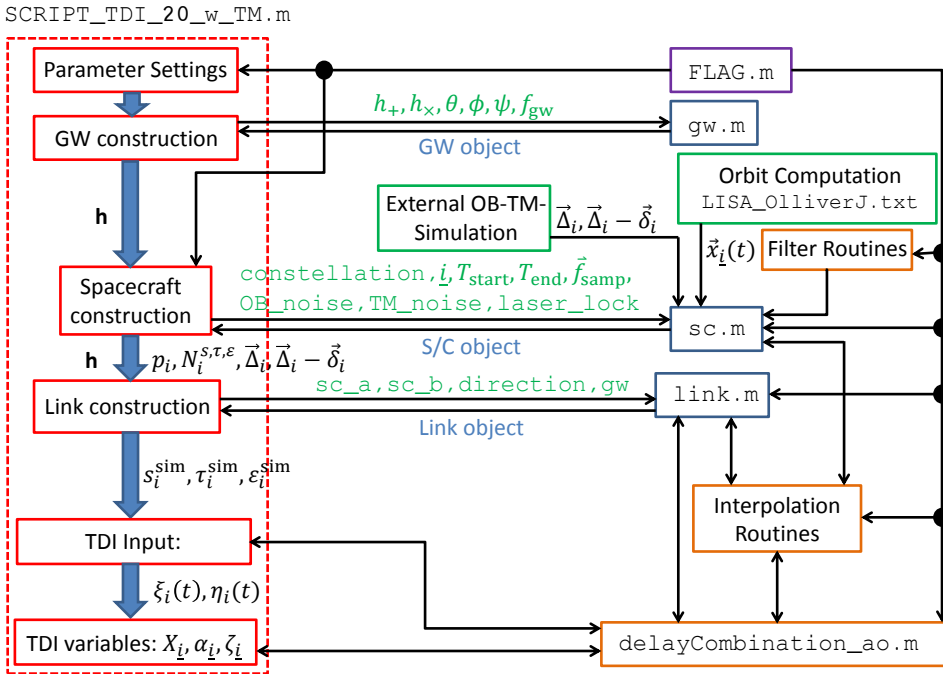 SCRIPT_TDI_20_w_TM.m
Parameter Settings
FLAG.m
h₊, hₓ, θ, ϕ, ψ, f_gw
GW construction
gw.m
GW object
Orbit Computation
LISA_OlliverJ.txt
External OB-TM-
Simulation
Δ⃗ᵢ, Δ⃗ᵢ − δ⃗ᵢ
h
x⃗_i̲(t)
Filter Routines
constellation, i̲, T_start, T_end, f⃗_samp,
OB_noise, TM_noise, laser_lock
Spacecraft
construction
sc.m
S/C object
h
pᵢ, Nᵢ^{s,τ,ε}, Δ⃗ᵢ, Δ⃗ᵢ − δ⃗ᵢ
sc_a,sc_b,direction,gw
Link construction
link.m
Link object
sᵢ^sim, τᵢ^sim, εᵢ^sim
Interpolation
Routines
TDI Input:
ξᵢ(t), ηᵢ(t)
TDI variables: X_i̲, α_i̲, ζ_i̲
delayCombination_ao.m